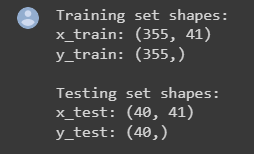 Training set shapes:
x_train: (355, 41)
y_train: (355,)
Testing set shapes:
x_test: (40, 41)
y_test: (40,)